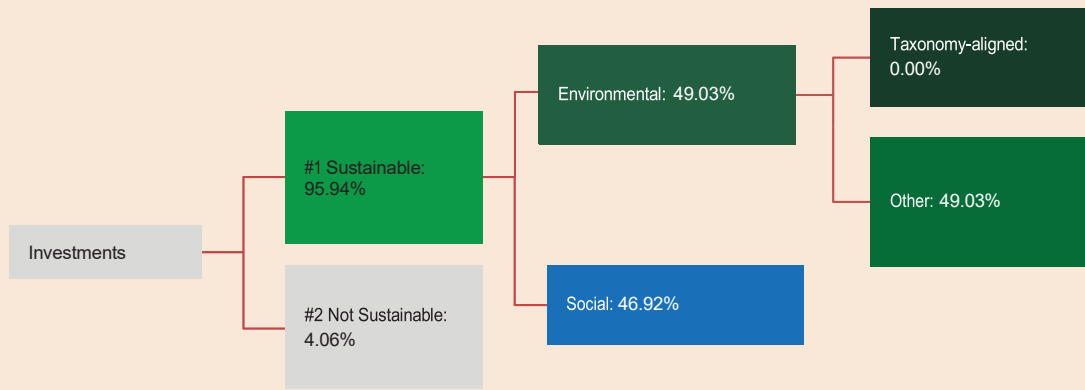 Investments
#1 Sustainable:
95.94%
#2 Not Sustainable:
4.06%
Environmental: 49.03%
Social: 46.92%
Taxonomy-aligned:
0.00%
Other: 49.03%